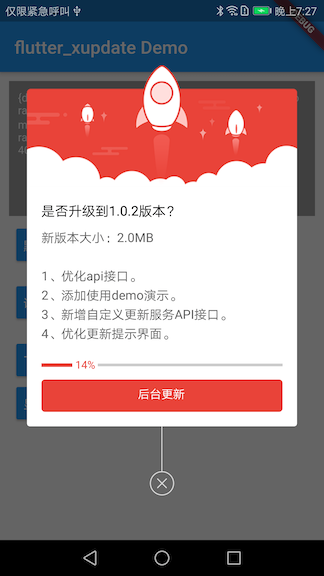 仅限紧急呼叫
晚上7:27
DEBUG
flutter_xupdate Demo
是否升级到1.0.2版本?
新版本大小：2.0MB
1、优化api接口。
2、添加使用demo演示。
3、新增自定义更新服务API接口。
4、优化更新提示界面。
14%
后台更新